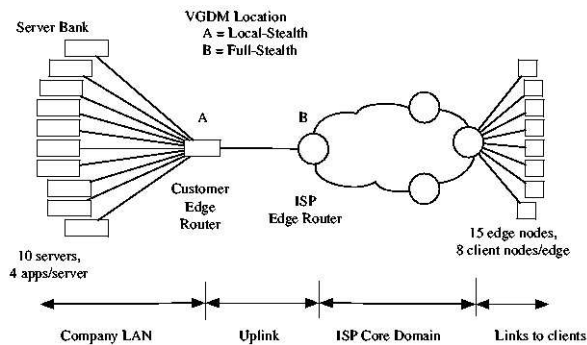 VGDM Location
A = Local-Stealth
B = Full-Stealth
Server Bank
A
B
Customer
Edge
Router
ISP
Edge Router
10 servers,
4 apps/server
15 edge nodes,
8 client nodes/edge
Company LAN
Uplink
ISP Core Domain
Links to clients